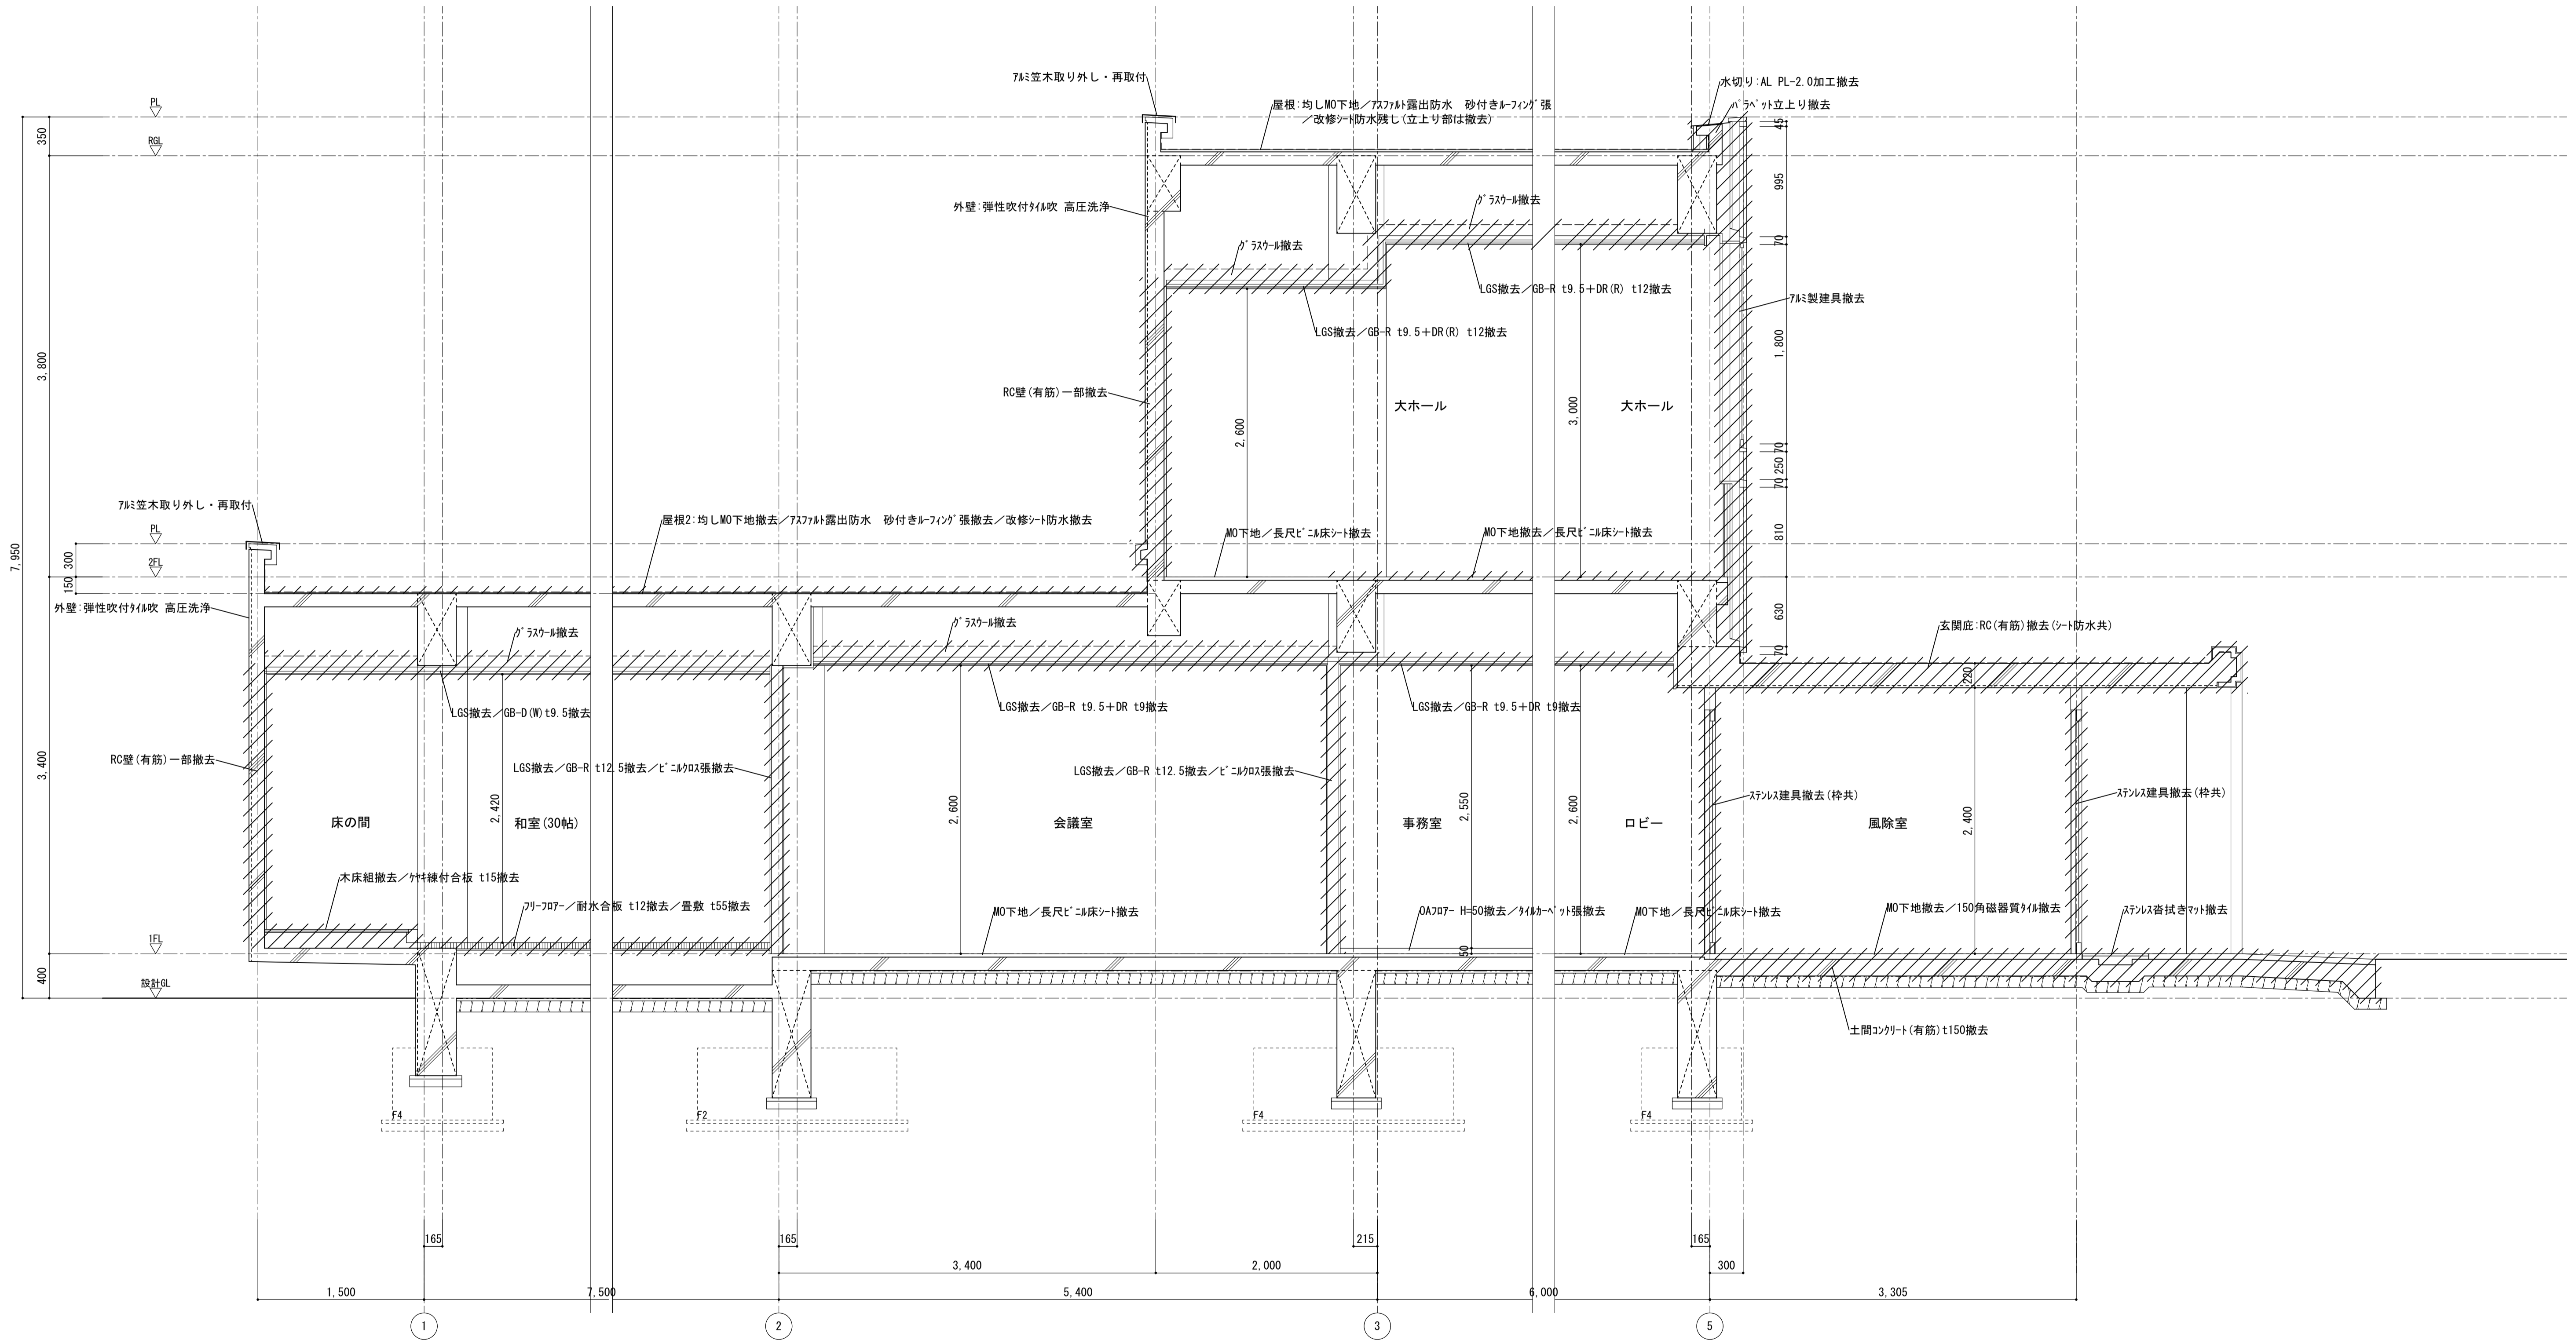 ｱﾙﾐ笠木取り外し・再取付
水切り:AL PL-2.0加工撤去
ﾊﾟﾗﾍﾟｯﾄ立上り撤去
屋根:均しMO下地／ｱｽﾌｧﾙﾄ露出防水　砂付きﾙｰﾌｨﾝｸﾞ張
／改修ｼｰﾄ防水残し(立上り部は撤去)
PL
RGL
350
45
995
外壁:弾性吹付ﾀｲﾙ吹 高圧洗浄
ｸﾞﾗｽｳｰﾙ撤去
ｸﾞﾗｽｳｰﾙ撤去
70
LGS撤去／GB-R t9.5＋DR(R) t12撤去
LGS撤去／GB-R t9.5＋DR(R) t12撤去
ｱﾙﾐ製建具撤去
1,800
3,800
RC壁(有筋)一部撤去
大ホール
大ホール
2,600
3,000
70
250
70
810
ｱﾙﾐ笠木取り外し・再取付
屋根2:均しMO下地撤去／ｱｽﾌｧﾙﾄ露出防水　砂付きﾙｰﾌｨﾝｸﾞ張撤去／改修ｼｰﾄ防水撤去
MO下地／長尺ﾋﾞﾆﾙ床ｼｰﾄ撤去
MO下地撤去／長尺ﾋﾞﾆﾙ床ｼｰﾄ撤去
PL
2FL
7,950
300
150
外壁:弾性吹付ﾀｲﾙ吹 高圧洗浄
ｸﾞﾗｽｳｰﾙ撤去
ｸﾞﾗｽｳｰﾙ撤去
630
70
玄関庇:RC(有筋)撤去(ｼｰﾄ防水共)
220
LGS撤去／GB-D(W)t9.5撤去
LGS撤去／GB-R t9.5＋DR t9撤去
LGS撤去／GB-R t9.5＋DR t9撤去
3,400
RC壁(有筋)一部撤去
LGS撤去／GB-R t12.5撤去／ﾋﾞﾆﾙｸﾛｽ張撤去
LGS撤去／GB-R t12.5撤去／ﾋﾞﾆﾙｸﾛｽ張撤去
ｽﾃﾝﾚｽ建具撤去(枠共)
ｽﾃﾝﾚｽ建具撤去(枠共)
2,420
2,600
2,550
2,600
2,400
床の間
和室(30帖)
会議室
事務室
ロビー
風除室
木床組撤去／ｹﾔｷ練付合板 t15撤去
ﾌﾘｰﾌﾛｱｰ／耐水合板 t12撤去／畳敷 t55撤去
MO下地／長尺ﾋﾞﾆﾙ床ｼｰﾄ撤去
OAﾌﾛｱｰ H=50撤去／ﾀｲﾙｶｰﾍﾟｯﾄ張撤去
MO下地／長尺ﾋﾞﾆﾙ床ｼｰﾄ撤去
MO下地撤去／150角磁器質ﾀｲﾙ撤去
ｽﾃﾝﾚｽ沓拭きﾏｯﾄ撤去
1FL
50
400
設計GL
土間ｺﾝｸﾘｰﾄ(有筋)t150撤去
F4
F2
F4
F4
165
165
215
165
3,400
2,000
300
1,500
7,500
5,400
6,000
3,305
1
2
3
5